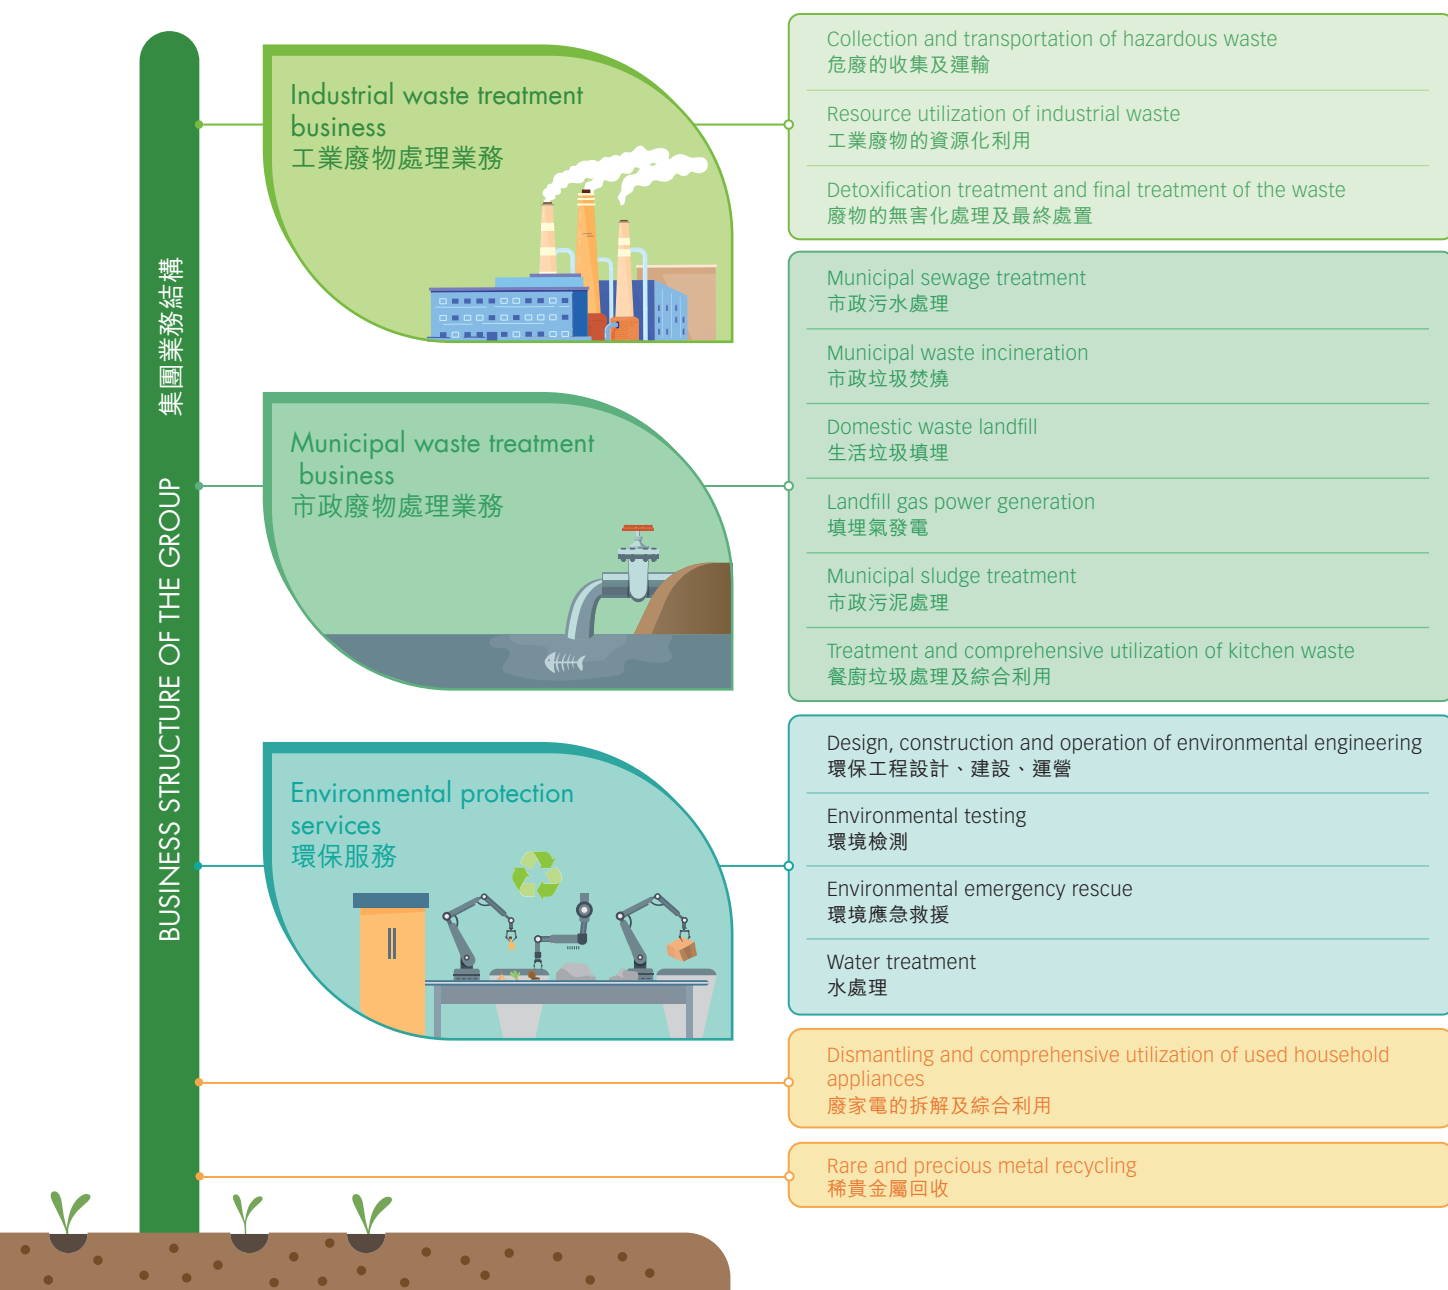 集團業務結構
BUSINESS STRUCTURE OF THE GROUP
Industrial waste treatment
business
工業廢物處理業務
Collection and transportation of hazardous waste
危廢的收集及運輸
Resource utilization of industrial waste
工業廢物的資源化利用
Detoxification treatment and final treatment of the waste
廢物的無害化處理及最終處置
Municipal waste treatment
business
市政廢物處理業務
Municipal sewage treatment
市政污水處理
Municipal waste incineration
市政垃圾焚燒
Domestic waste landfill
生活垃圾填埋
Landfill gas power generation
填埋氣發電
Municipal sludge treatment
市政污泥處理
Treatment and comprehensive utilization of kitchen waste
餐廚垃圾處理及綜合利用
Environmental protection
services
環保服務
Design, construction and operation of environmental engineering
環保工程設計、建設、運營
Environmental testing
環境檢測
Environmental emergency rescue
環境應急救援
Water treatment
水處理
Dismantling and comprehensive utilization of used household
appliances
廢家電的拆解及綜合利用
Rare and precious metal recycling
稀貴金屬回收